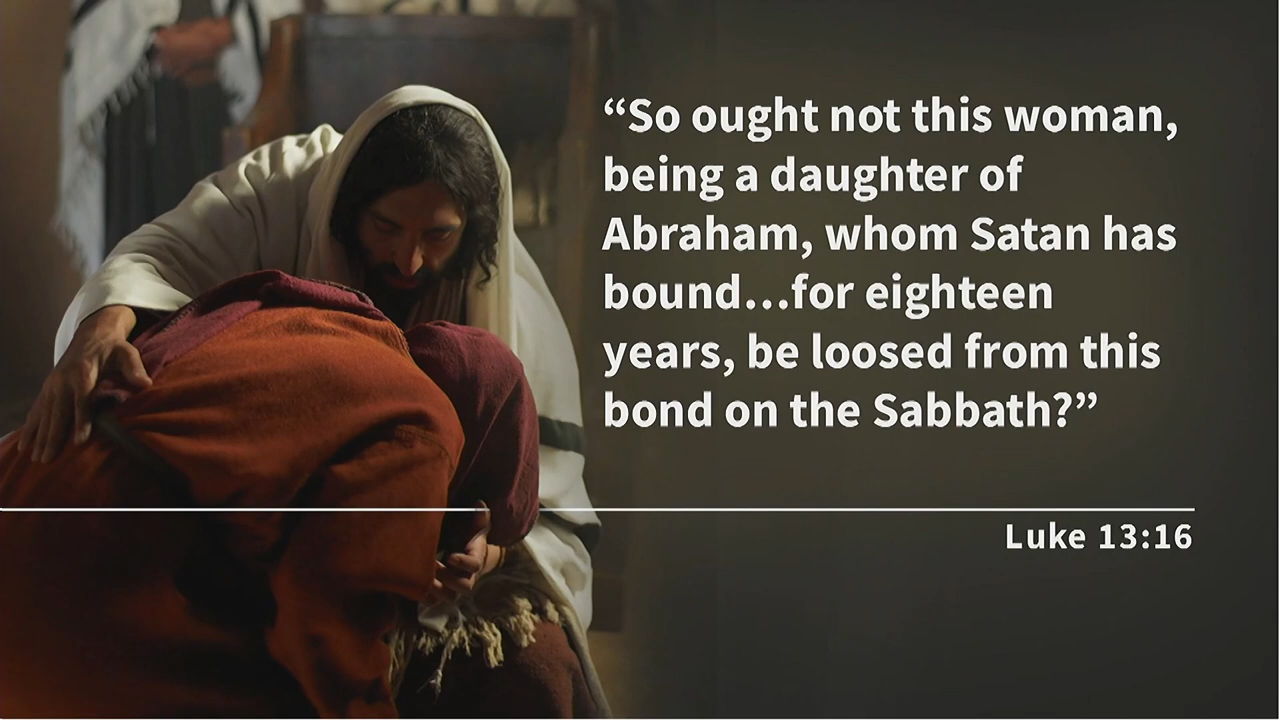 “So ought not this woman,
being a daughter of
Abraham, whom Satan has
bound…for eighteen
years, be loosed from this
bond on the Sabbath?”
Luke 13:16